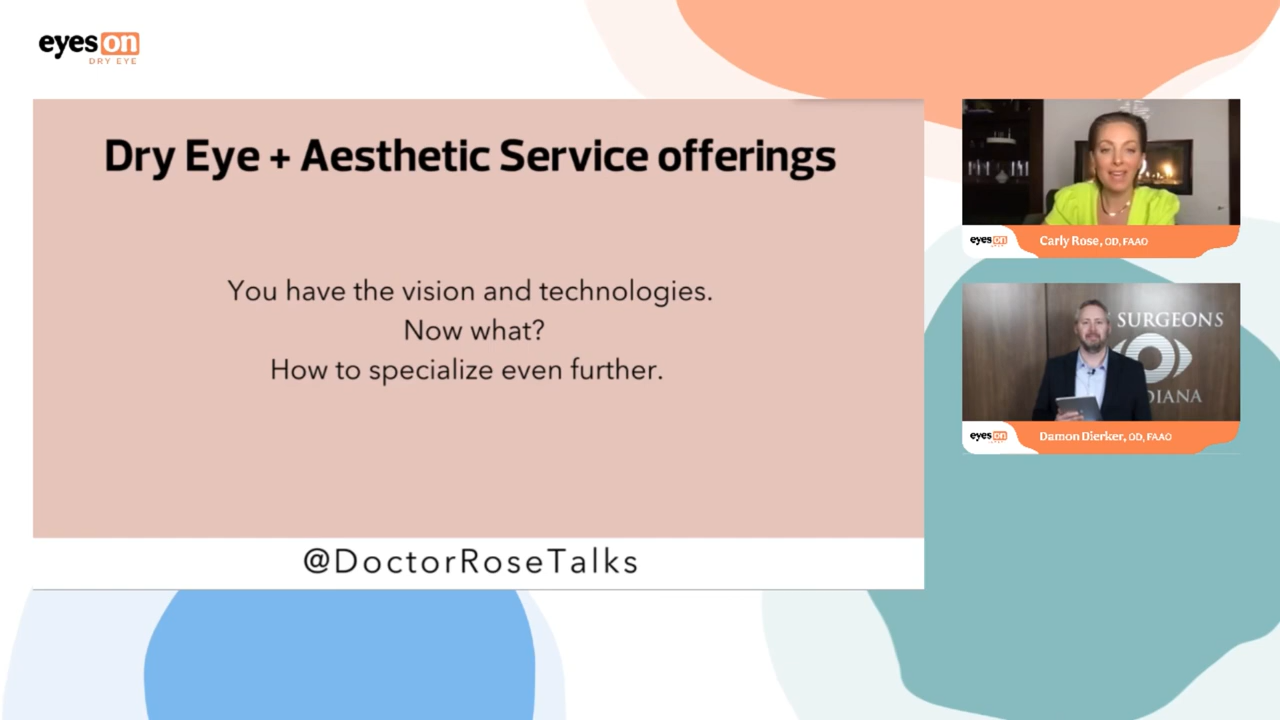 eyes on
DRY EYE
Dry Eye + Aesthetic Service offerings
You have the vision and technologies.
Now what?
How to specialize even further.
@DoctorRoseTalks
eyes on
Carly Rose, OD, FAAO
SURGEONS
DIANA
eyes on
Damon Dierker, OD, FAAO